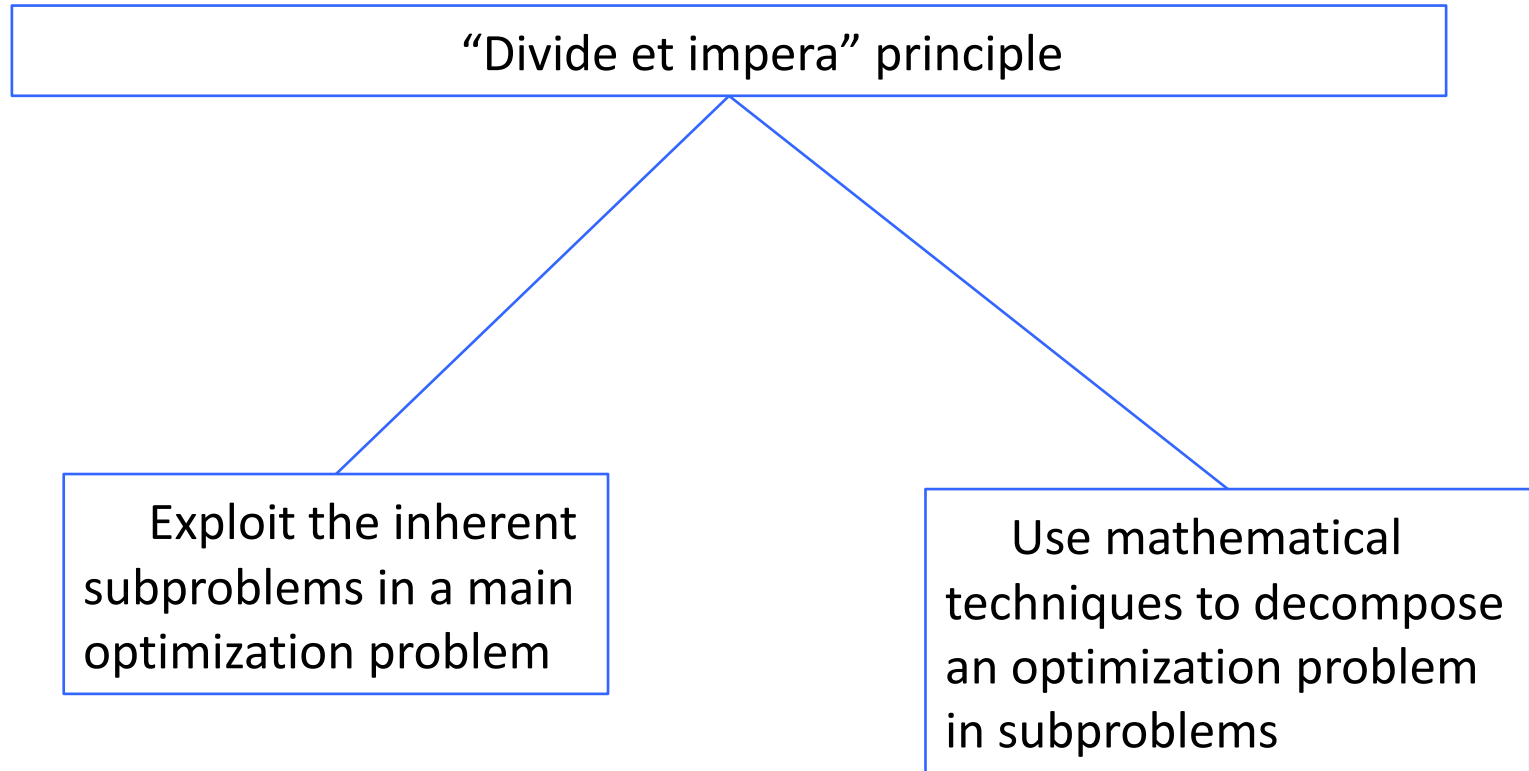 “Divide et impera” principle
Exploit the inherent
subproblems in a main
optimization problem
Use mathematical
techniques to decompose
an optimization problem
in subproblems